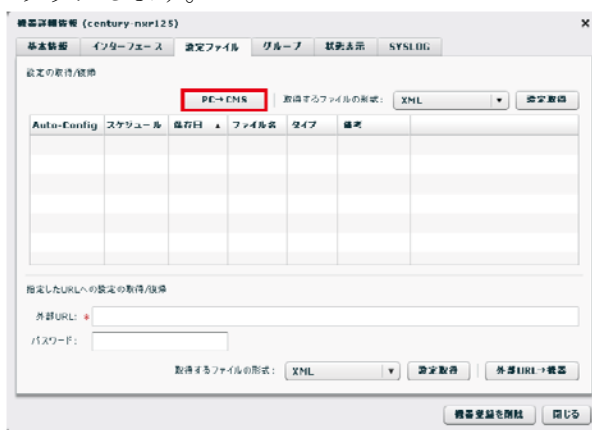 機器詳細情報 (century-nxr125)
基本情報 インターフェース 設定ファイル グループ 状態表示 SYSLOG
設定の取得/復帰
PC→CMS 取得するファイルの形式: XML 設定取得
Auto-Config スケジュール 保存日 ファイル名 タイプ 備考
指定したURLへの設定の取得/復帰
外部URL: *
パスワード:
取得するファイルの形式: XML 設定取得 外部URL→機器
機器登録を削除 閉じる